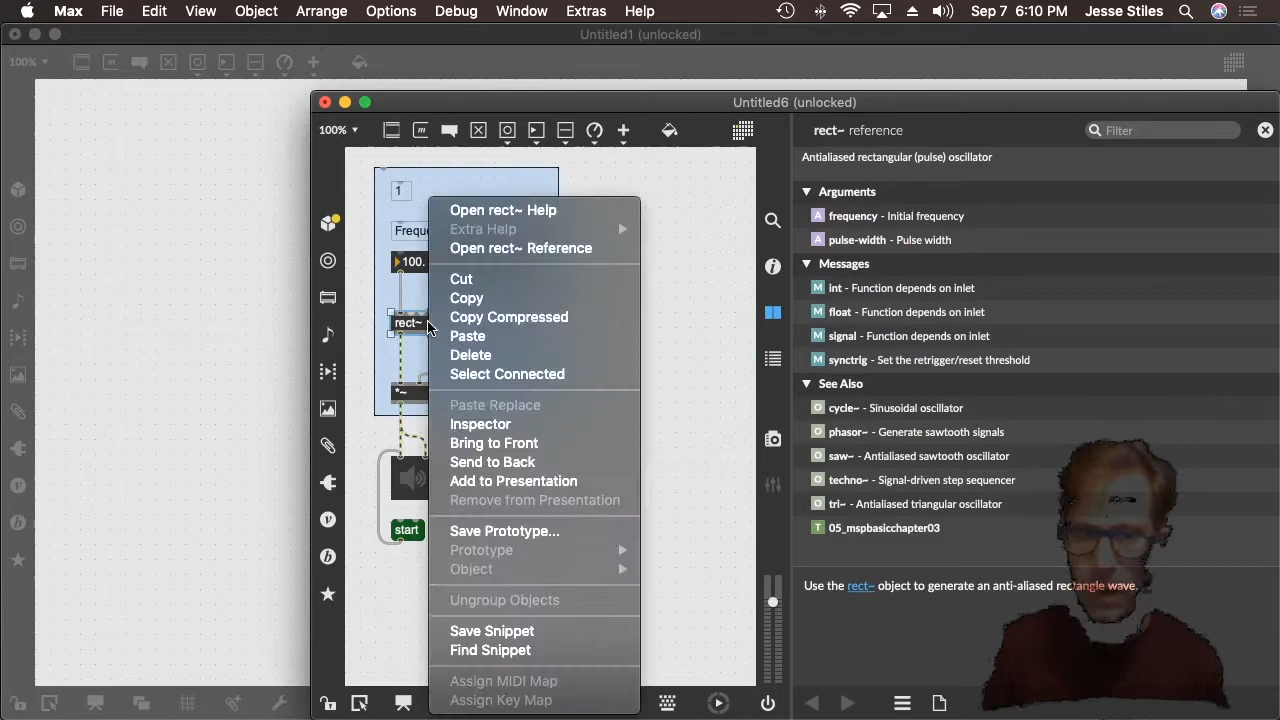 Max File Edit View Object Arrange Options Debug Window Extras Help Sep 7 6:10 PM Jesse Stiles
Untitled1 (unlocked)
100%
Untitled6 (unlocked)
100%
1
Freque
100.
rect~
*~
start
Open rect~ Help
Extra Help
Open rect~ Reference
Cut
Copy
Copy Compressed
Paste
Delete
Select Connected
Paste Replace
Inspector
Bring to Front
Send to Back
Add to Presentation
Remove from Presentation
Save Prototype...
Prototype
Object
Ungroup Objects
Save Snippet
Find Snippet
Assign MIDI Map
Assign Key Map
rect~ reference
Filter
Antialiased rectangular (pulse) oscillator
Arguments
A frequency - Initial frequency
A pulse-width - Pulse width
Messages
M int - Function depends on inlet
M float - Function depends on inlet
M signal - Function depends on inlet
M synctrig - Set the retrigger/reset threshold
See Also
O cycle~ - Sinusoidal oscillator
O phasor~ - Generate sawtooth signals
O saw~ - Antialiased sawtooth oscillator
O techno~ - Signal-driven step sequencer
O tri~ - Antialiased triangular oscillator
T 05_mspbasicchapter03
Use the rect~ object to generate an anti-aliased rectangle wave.